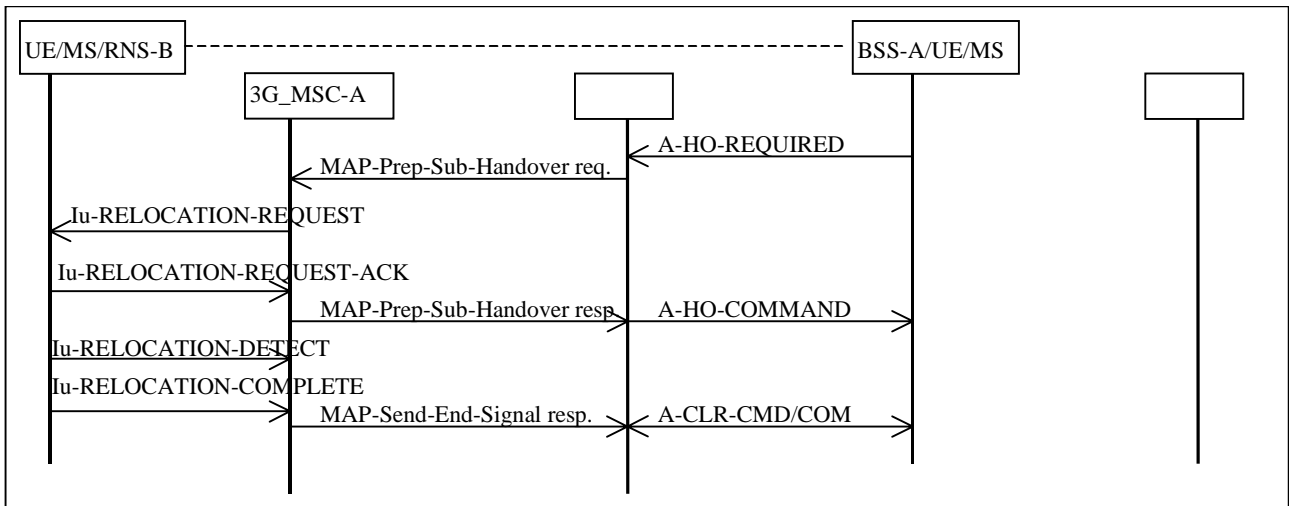 UE/MS/RNS-B
BSS-A/UE/MS
3G_MSC-A
A-HO-REQUIRED
MAP-Prep-Sub-Handover req.
Iu-RELOCATION-REQUEST
Iu-RELOCATION-REQUEST-ACK
MAP-Prep-Sub-Handover resp.
A-HO-COMMAND
Iu-RELOCATION-DETECT
Iu-RELOCATION-COMPLETE
MAP-Send-End-Signal resp.
A-CLR-CMD/COM